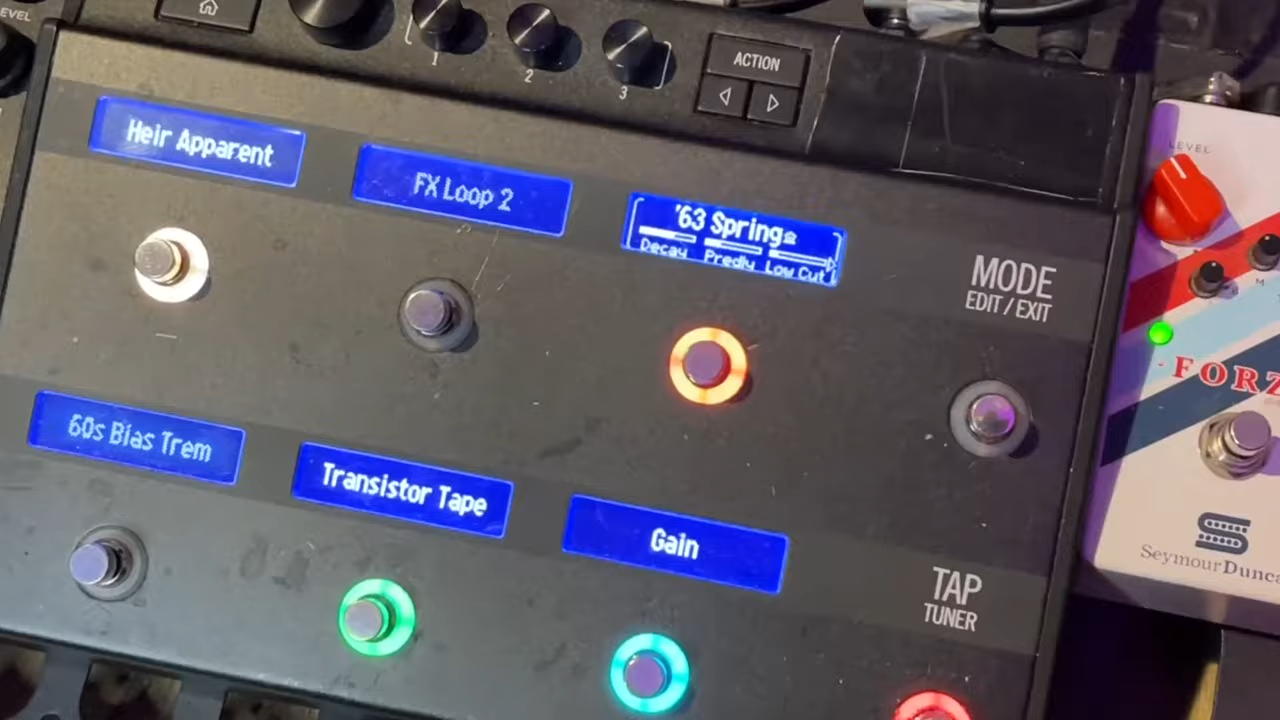 LEVEL
1
2
3
ACTION
Heir Apparent
FX Loop 2
'63 Spring
Decay Predly Low Cut
MODE
EDIT / EXIT
LEVEL
M
FORZ
60s Bias Trem
Transistor Tape
Gain
TAP
TUNER
SeymourDunca